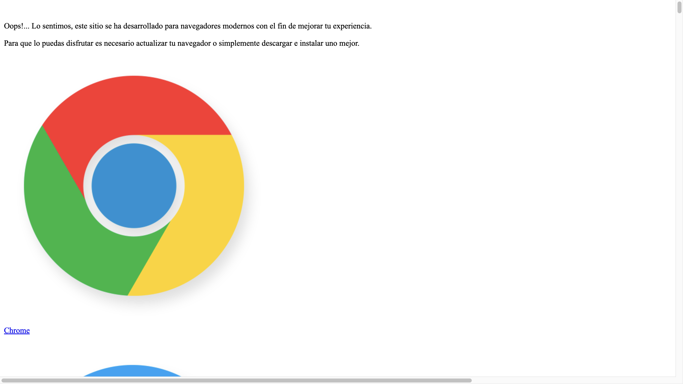 Oops!... Lo sentimos, este sitio se ha desarrollado para navegadores modernos con el fin de mejorar tu experiencia.
Para que lo puedas disfrutar es necesario actualizar tu navegador o simplemente descargar e instalar uno mejor.
Chrome